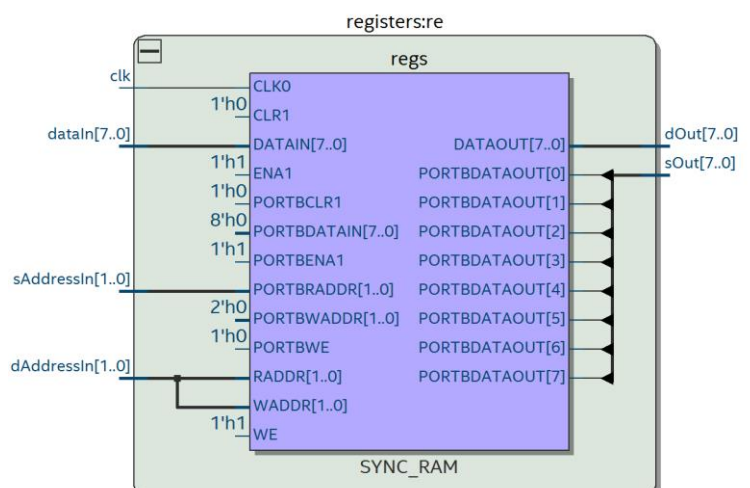 registers:re
regs
clk
CLK0
1'h0
CLR1
dataIn[7..0]
DATAIN[7..0]
DATAOUT[7..0]
dOut[7..0]
1'h1
ENA1
PORTBDATAOUT[0]
sOut[7..0]
1'h0
PORTBCLR1
PORTBDATAOUT[1]
8'h0
PORTBDATAIN[7..0]
PORTBDATAOUT[2]
1'h1
PORTBENA1
PORTBDATAOUT[3]
sAddressIn[1..0]
PORTBRADDR[1..0]
PORTBDATAOUT[4]
2'h0
PORTBWADDR[1..0]
PORTBDATAOUT[5]
1'h0
PORTBWE
PORTBDATAOUT[6]
dAddressIn[1..0]
RADDR[1..0]
PORTBDATAOUT[7]
WADDR[1..0]
1'h1
WE
SYNC_RAM